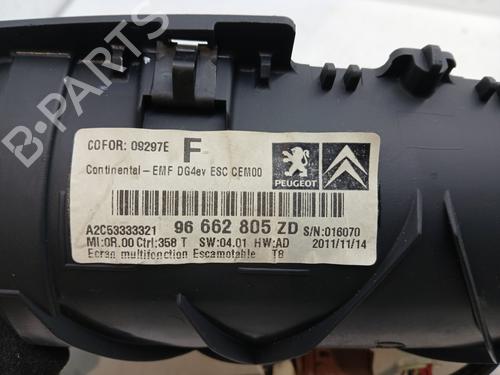 B-PARTS
COFOR: 09297E F
Continental - EMF DG4ev ESC CEM00
PEUGEOT
A2C53333321 96 662 805 ZD S/N:016070
MI:0R.00 Ctrl:358 T SW:04.01 HW:AD 2011/11/14
Ecran multifonction Escamotable T8